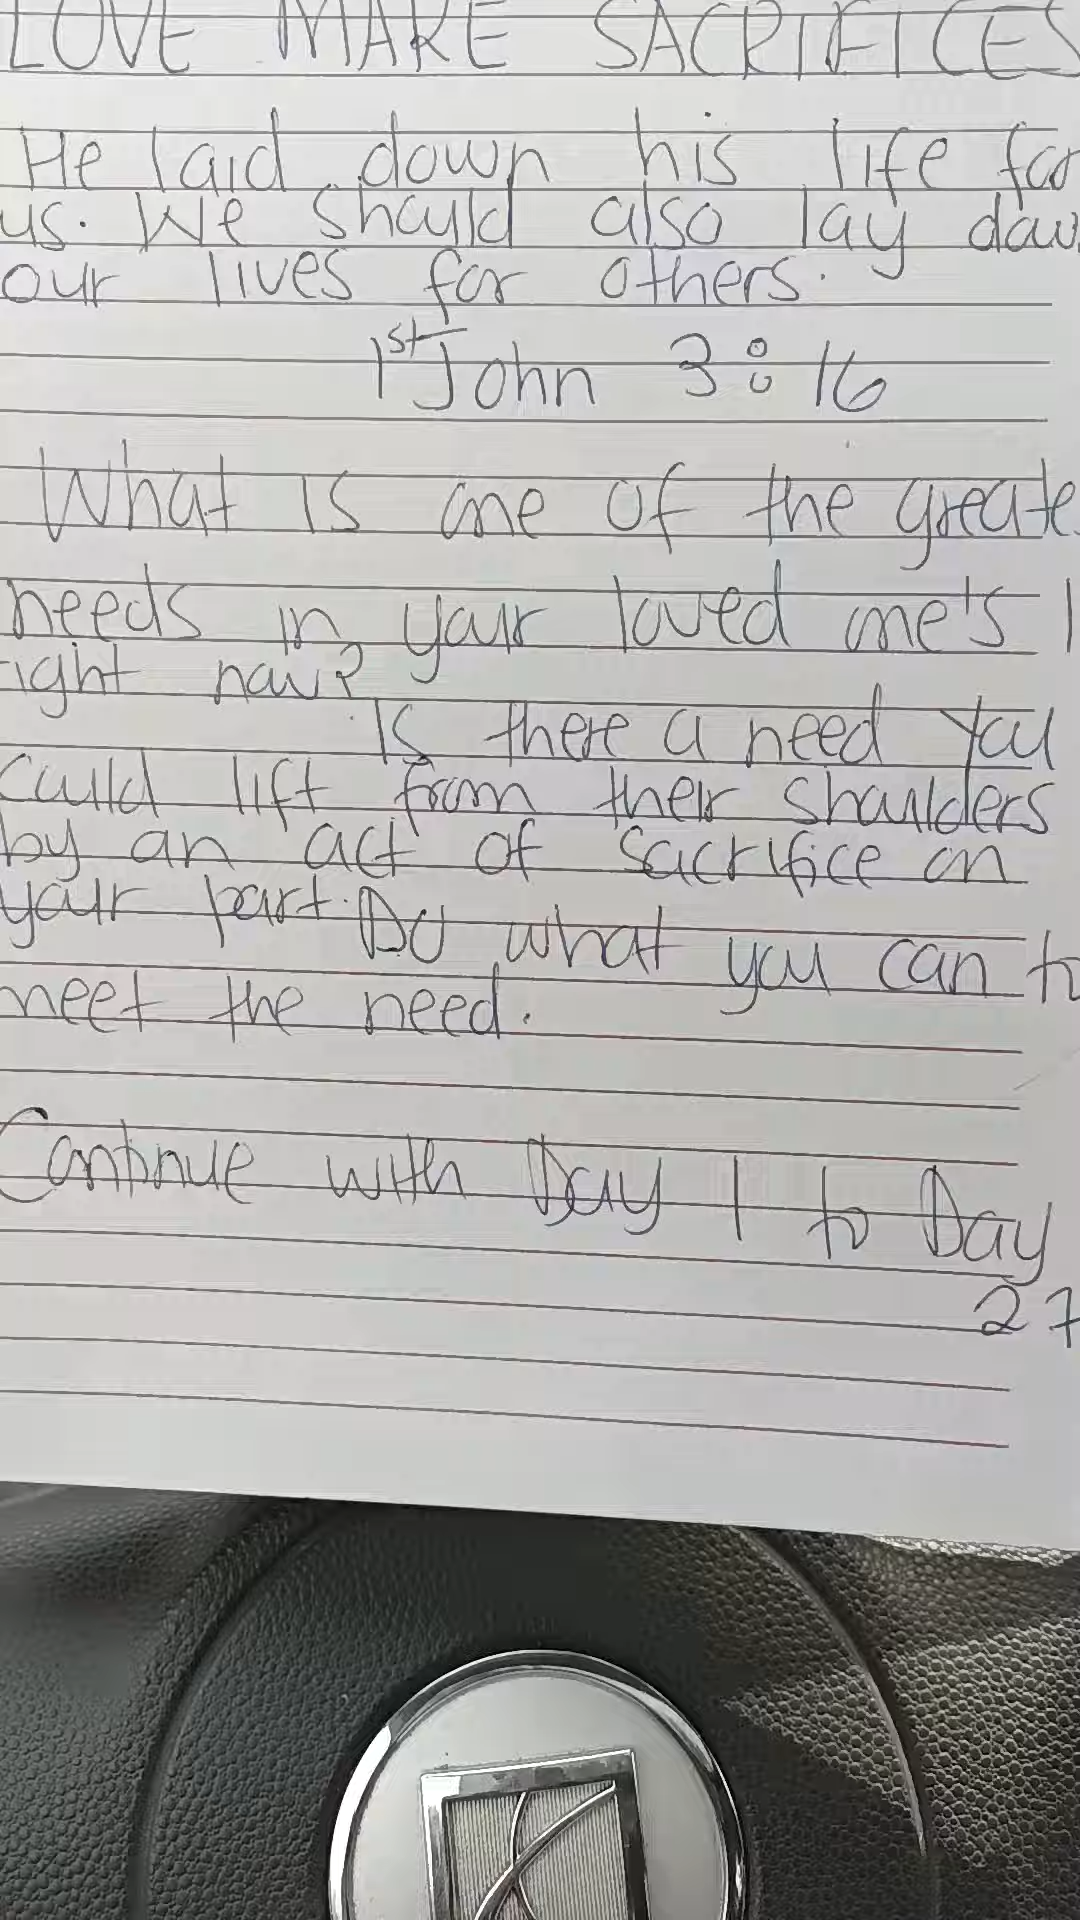 LOVE MAKE SACRIFICES
He laid down his life for
us. We should also lay dow
our lives for others.
1st John 3:16
What is one of the greate
needs in your loved one's l
right now?
Is there a need you
could lift from their shoulders
by an act of sacrifice on
your part. Do what you can to
meet the need.
Continue with Day 1 to Day
27